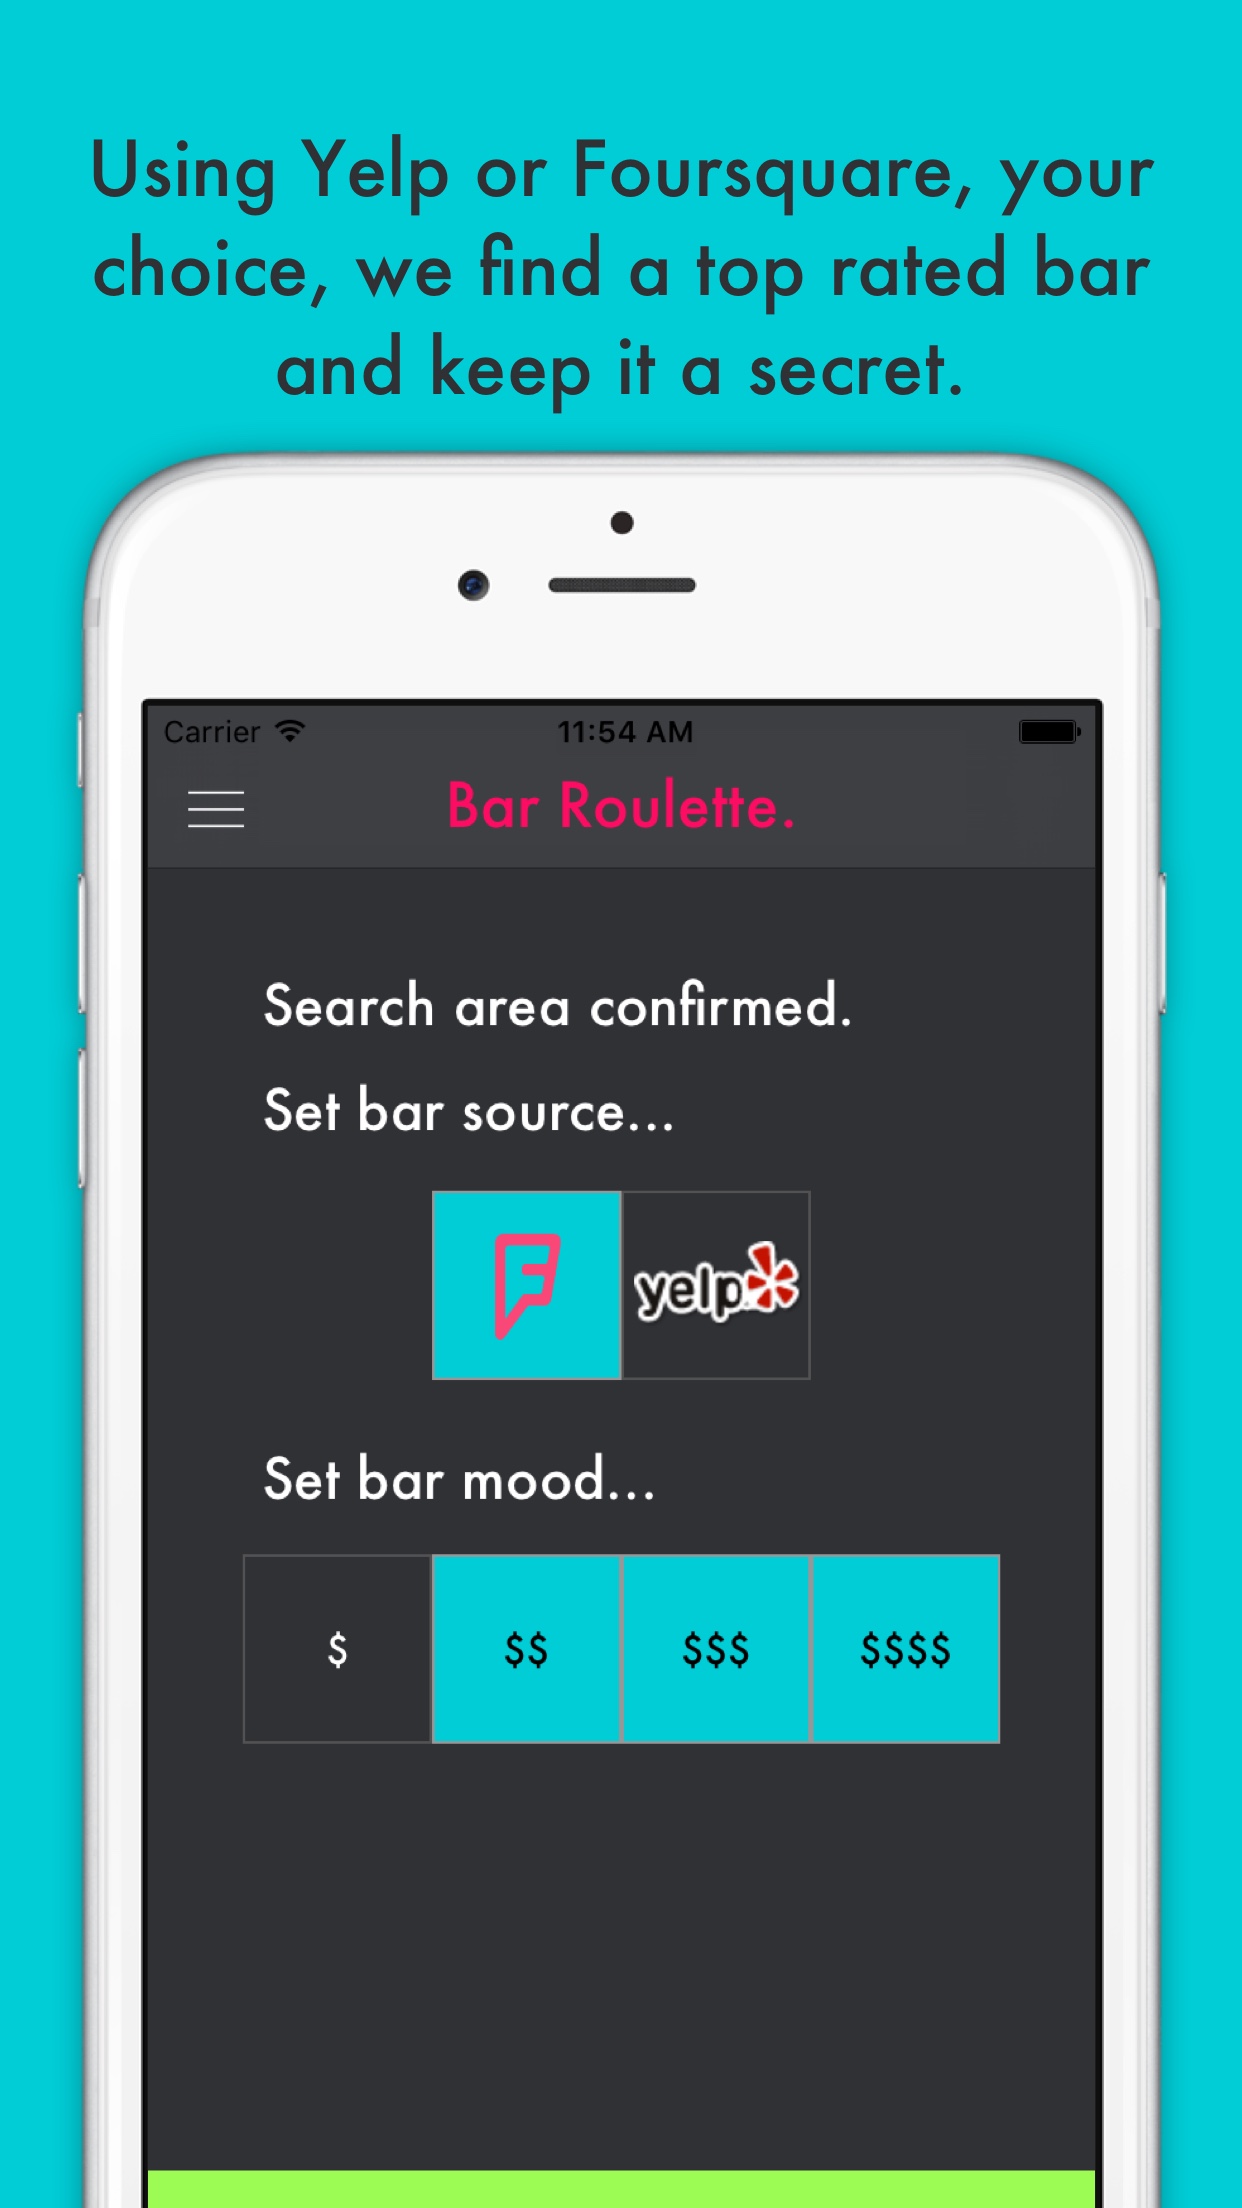 Using Yelp or Foursquare, your
choice, we find a top rated bar
and keep it a secret.
Carrier 11:54 AM
Bar Roulette.
Search area confirmed.
Set bar source...
F yelp
Set bar mood...
$ $$ $$$ $$$$